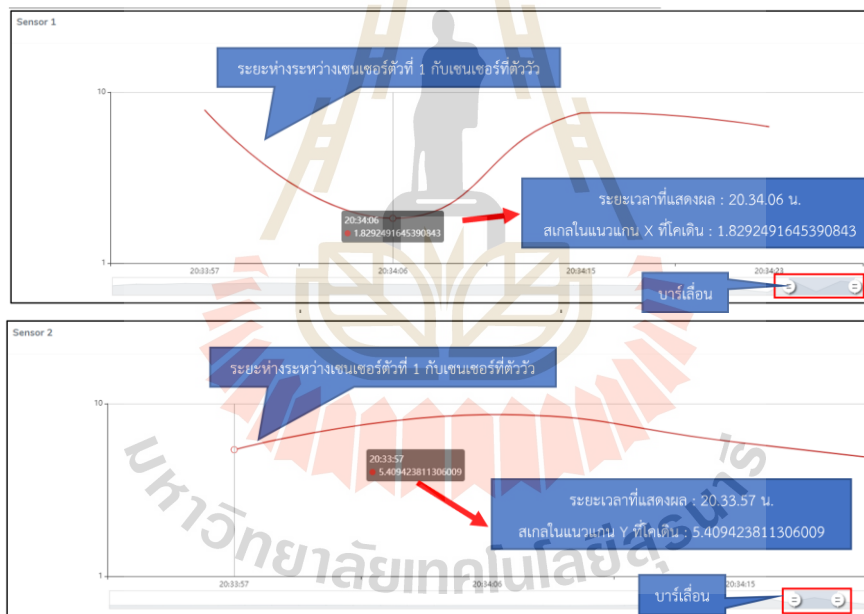 Sensor 1
ระยะห่างระหว่างเซนเซอร์ตัวที่ 1 กับเซนเซอร์ที่ตัววัว
10
ระยะเวลาที่แสดงผล : 20.34.06 น.
สเกลในแนวแกน X ที่โคเดิน : 1.8292491645390843
20:34:06
1.8292491645390843
1
20:33:57
20:34:06
20:34:15
20:34:23
บาร์เลื่อน
Sensor 2
ระยะห่างระหว่างเซนเซอร์ตัวที่ 1 กับเซนเซอร์ที่ตัววัว
10
20:33:57
5.409423811306009
ระยะเวลาที่แสดงผล : 20.33.57 น.
สเกลในแนวแกน Y ที่โคเดิน : 5.409423811306009
1
20:33:57
20:34:06
20:34:15
บาร์เลื่อน
มหาวิทยาลัยเทคโนโลยีสุรนารี